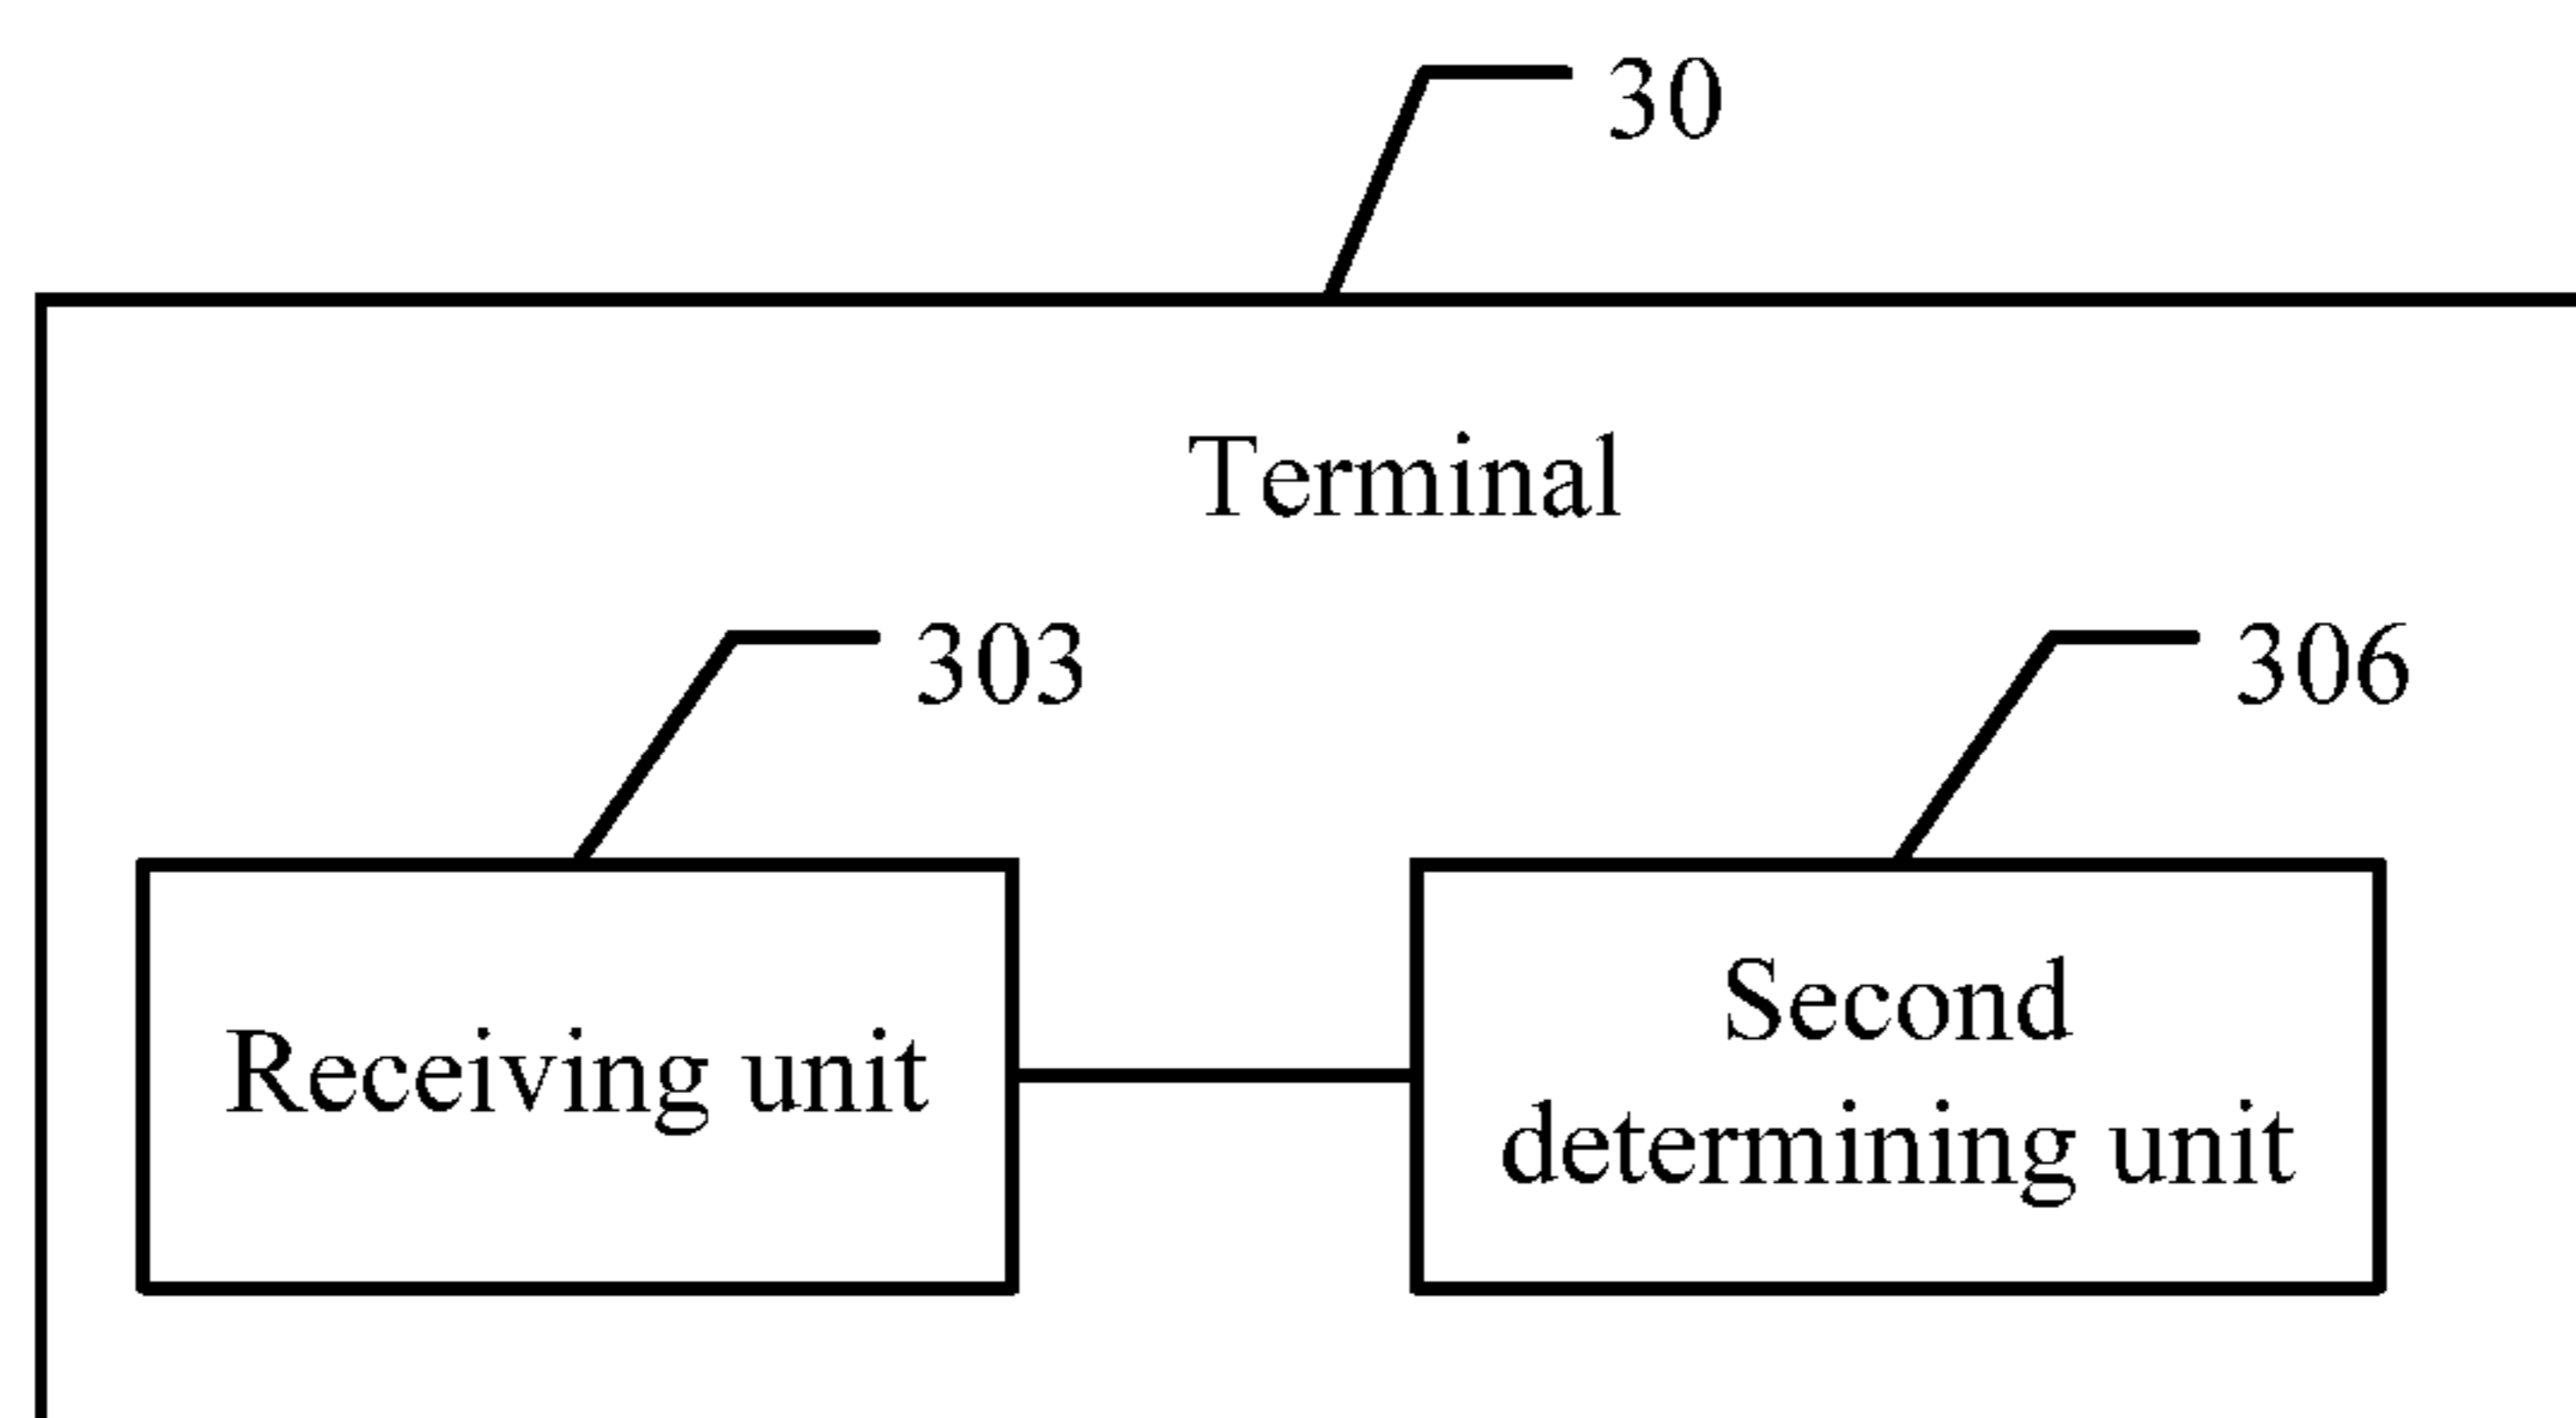 30
Terminal
303
306
Receiving unit
Second
determining unit